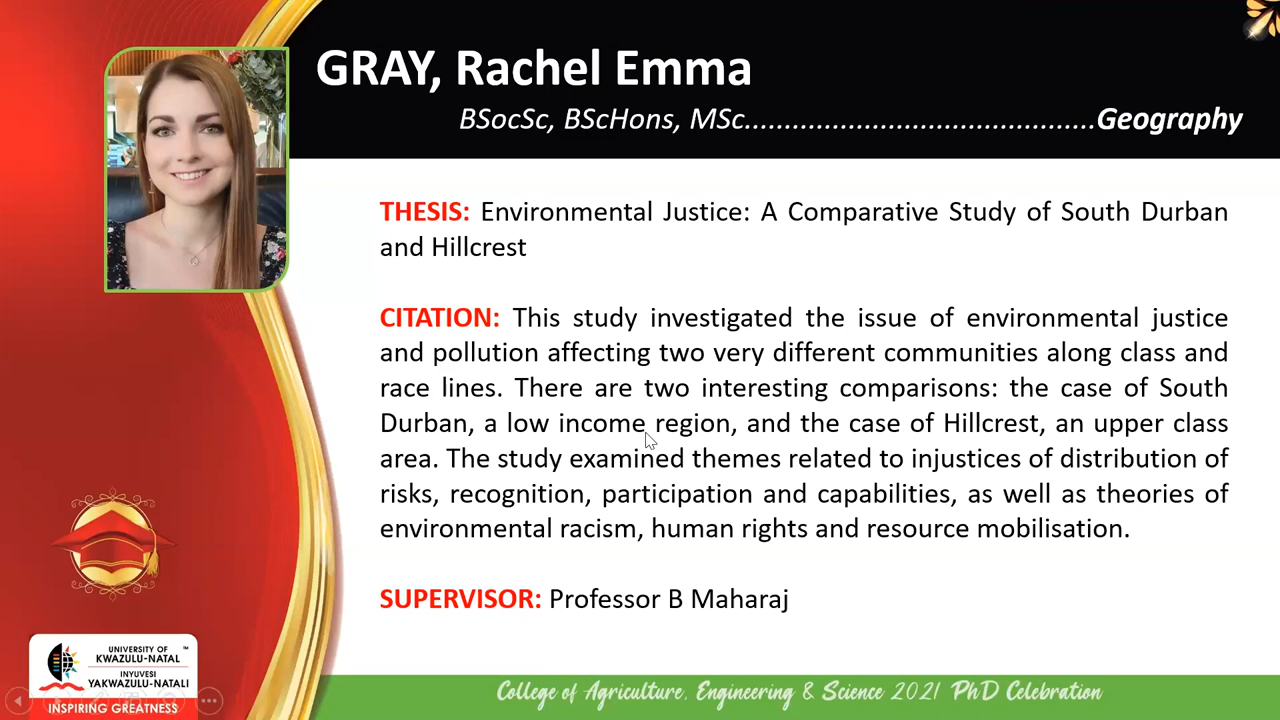 GRAY, Rachel Emma
BSocSc, BScHons, MSc.....................................Geography
THESIS: Environmental Justice: A Comparative Study of South Durban
and Hillcrest
CITATION: This study investigated the issue of environmental justice
and pollution affecting two very different communities along class and
race lines. There are two interesting comparisons: the case of South
Durban, a low income region, and the case of Hillcrest, an upper class
area. The study examined themes related to injustices of distribution of
risks, recognition, participation and capabilities, as well as theories of
environmental racism, human rights and resource mobilisation.
SUPERVISOR: Professor B Maharaj
UNIVERSITY OF ™
KWAZULU-NATAL
INYUVESI
YAKWAZULU-NATALI
INSPIRING GREATNESS
College of Agriculture, Engineering & Science 2021 PhD Celebration